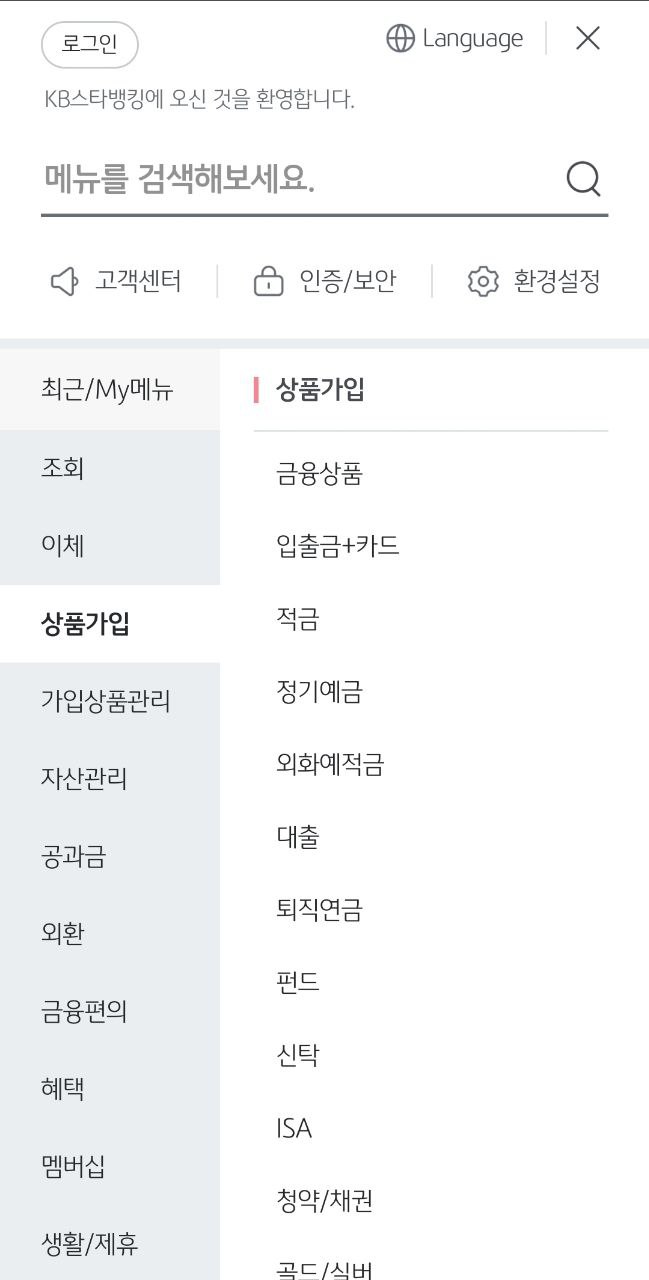 로그인
Language
KB스타뱅킹에 오신 것을 환영합니다.
메뉴를 검색해보세요.
고객센터
인증/보안
환경설정
최근/My메뉴
조회
이체
상품가입
가입상품관리
자산관리
공과금
외환
금융편의
혜택
멤버십
생활/제휴
상품가입
금융상품
입출금+카드
적금
정기예금
외화예적금
대출
퇴직연금
펀드
신탁
ISA
청약/채권
골드/실버